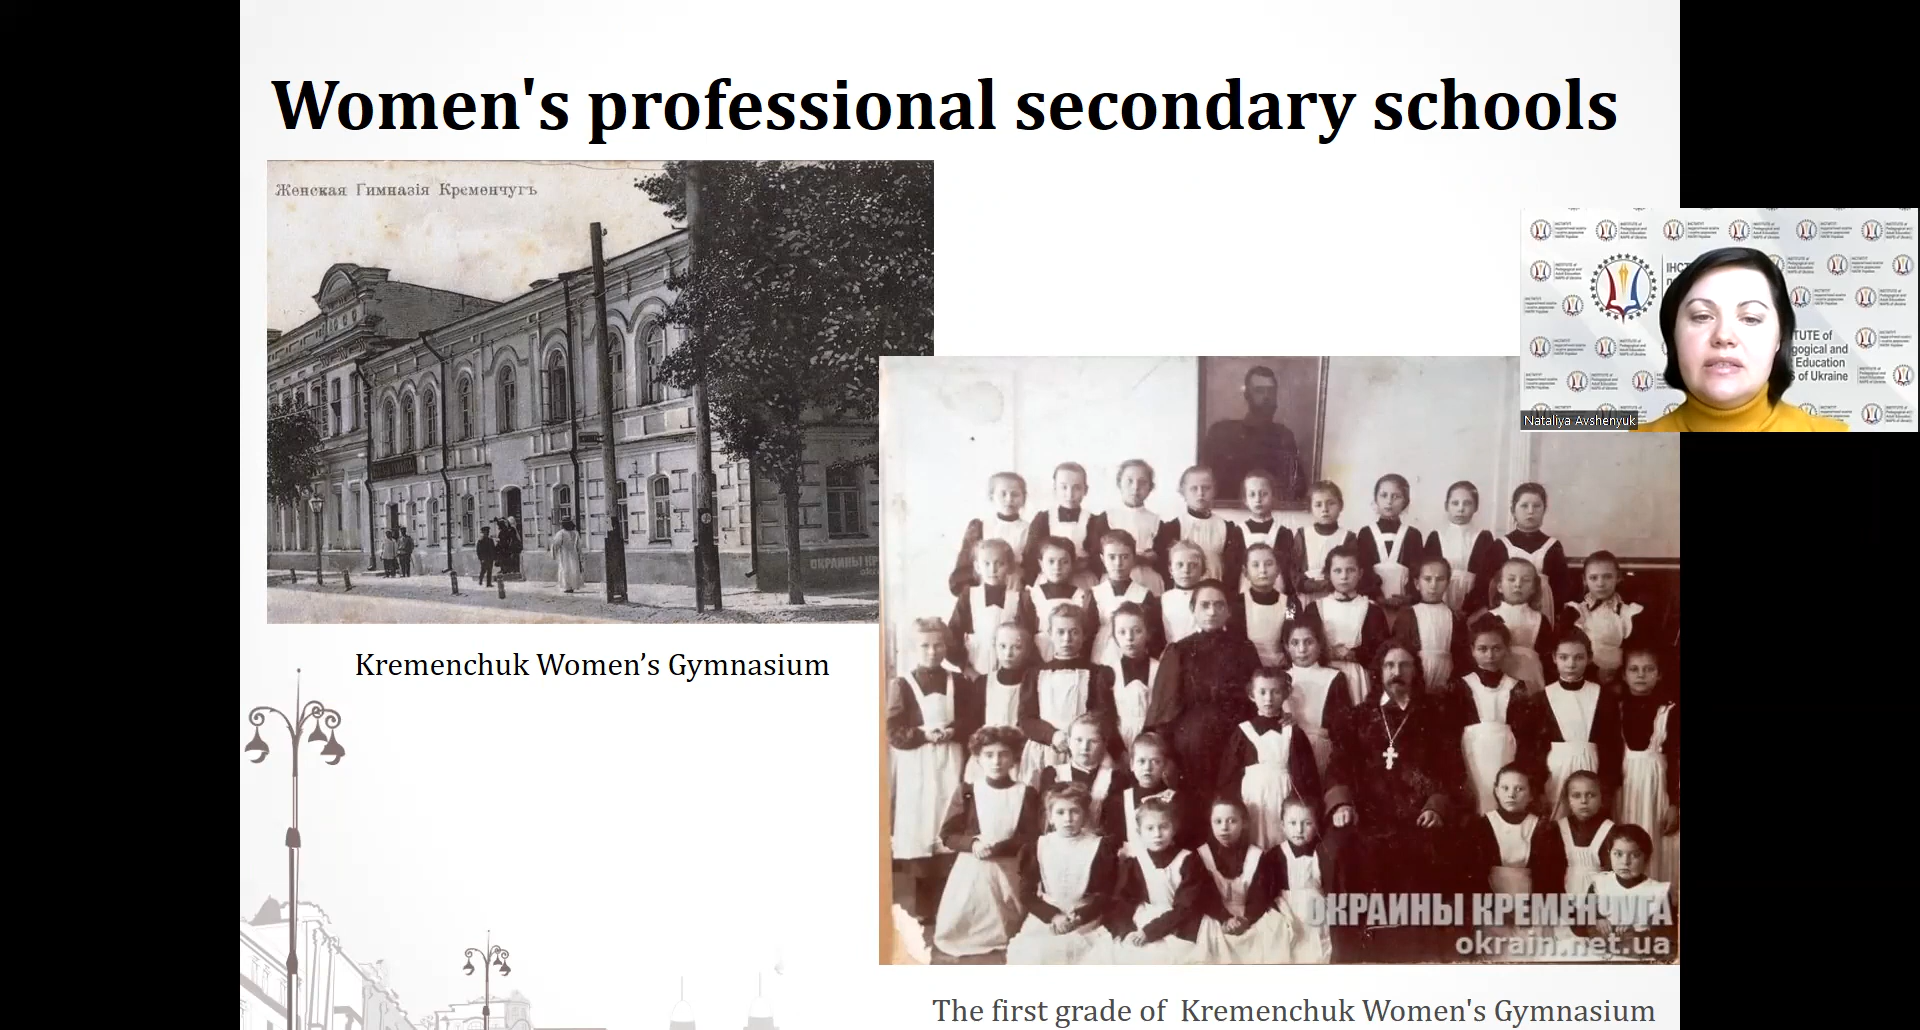 Women's professional secondary schools
Женская Гимназія Кременчугъ
Kremenchuk Women’s Gymnasium
ІНСТ
TUTE of
gogical and
Education
S of Ukraine
Nataliya Avshenyuk
ОКРАИНЫ КРЕМЕНЧУГА
okrain.net.ua
The first grade of Kremenchuk Women's Gymnasium